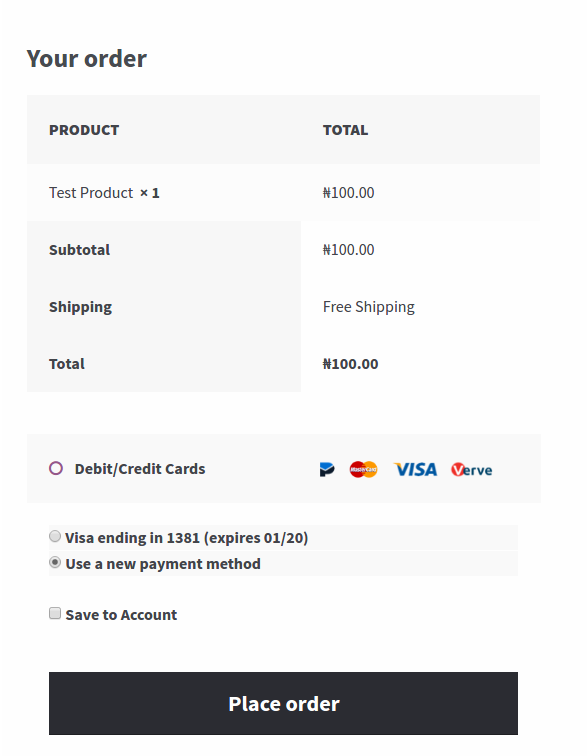 Your order
PRODUCT TOTAL
Test Product × 1 ₦100.00
Subtotal ₦100.00
Shipping Free Shipping
Total ₦100.00
Debit/Credit Cards MasterCard VISA Verve
Visa ending in 1381 (expires 01/20)
Use a new payment method
Save to Account
Place order